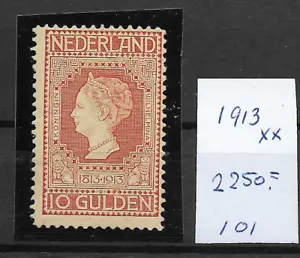 NEDERLAND
1813-1913
10 GULDEN
1913
xx
2250.=
101